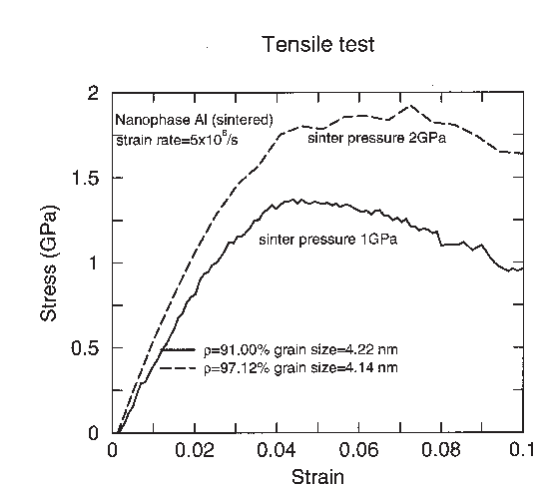 Tensile test
2
Nanophase Al (sintered)
strain rate=5x10⁸/s
sinter pressure 2GPa
1.5
sinter pressure 1GPa
1
Stress (GPa)
0.5
ρ=91.00% grain size=4.22 nm
ρ=97.12% grain size=4.14 nm
0
0 0.02 0.04 0.06 0.08 0.1
Strain